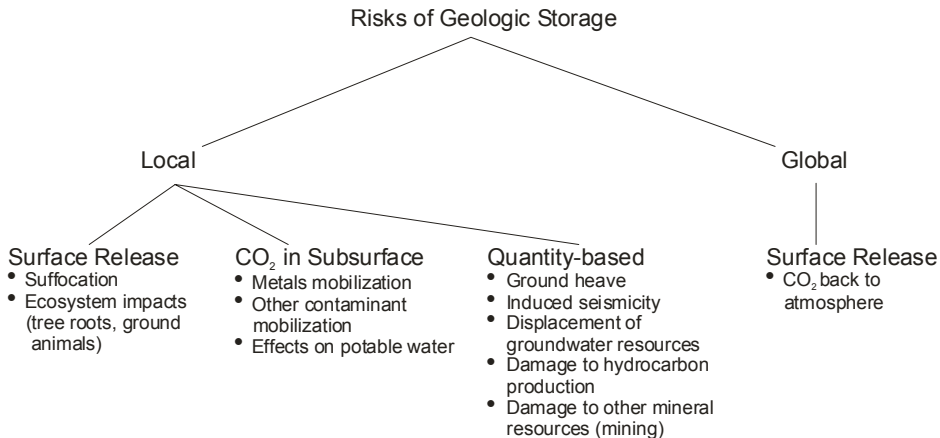 Risks of Geologic Storage
Local
Global
Surface Release
• Suffocation
• Ecosystem impacts
(tree roots, ground
animals)
CO₂ in Subsurface
• Metals mobilization
• Other contaminant
mobilization
• Effects on potable water
Quantity-based
• Ground heave
• Induced seismicity
• Displacement of
groundwater resources
• Damage to hydrocarbon
production
• Damage to other mineral
resources (mining)
Surface Release
• CO₂ back to
atmosphere